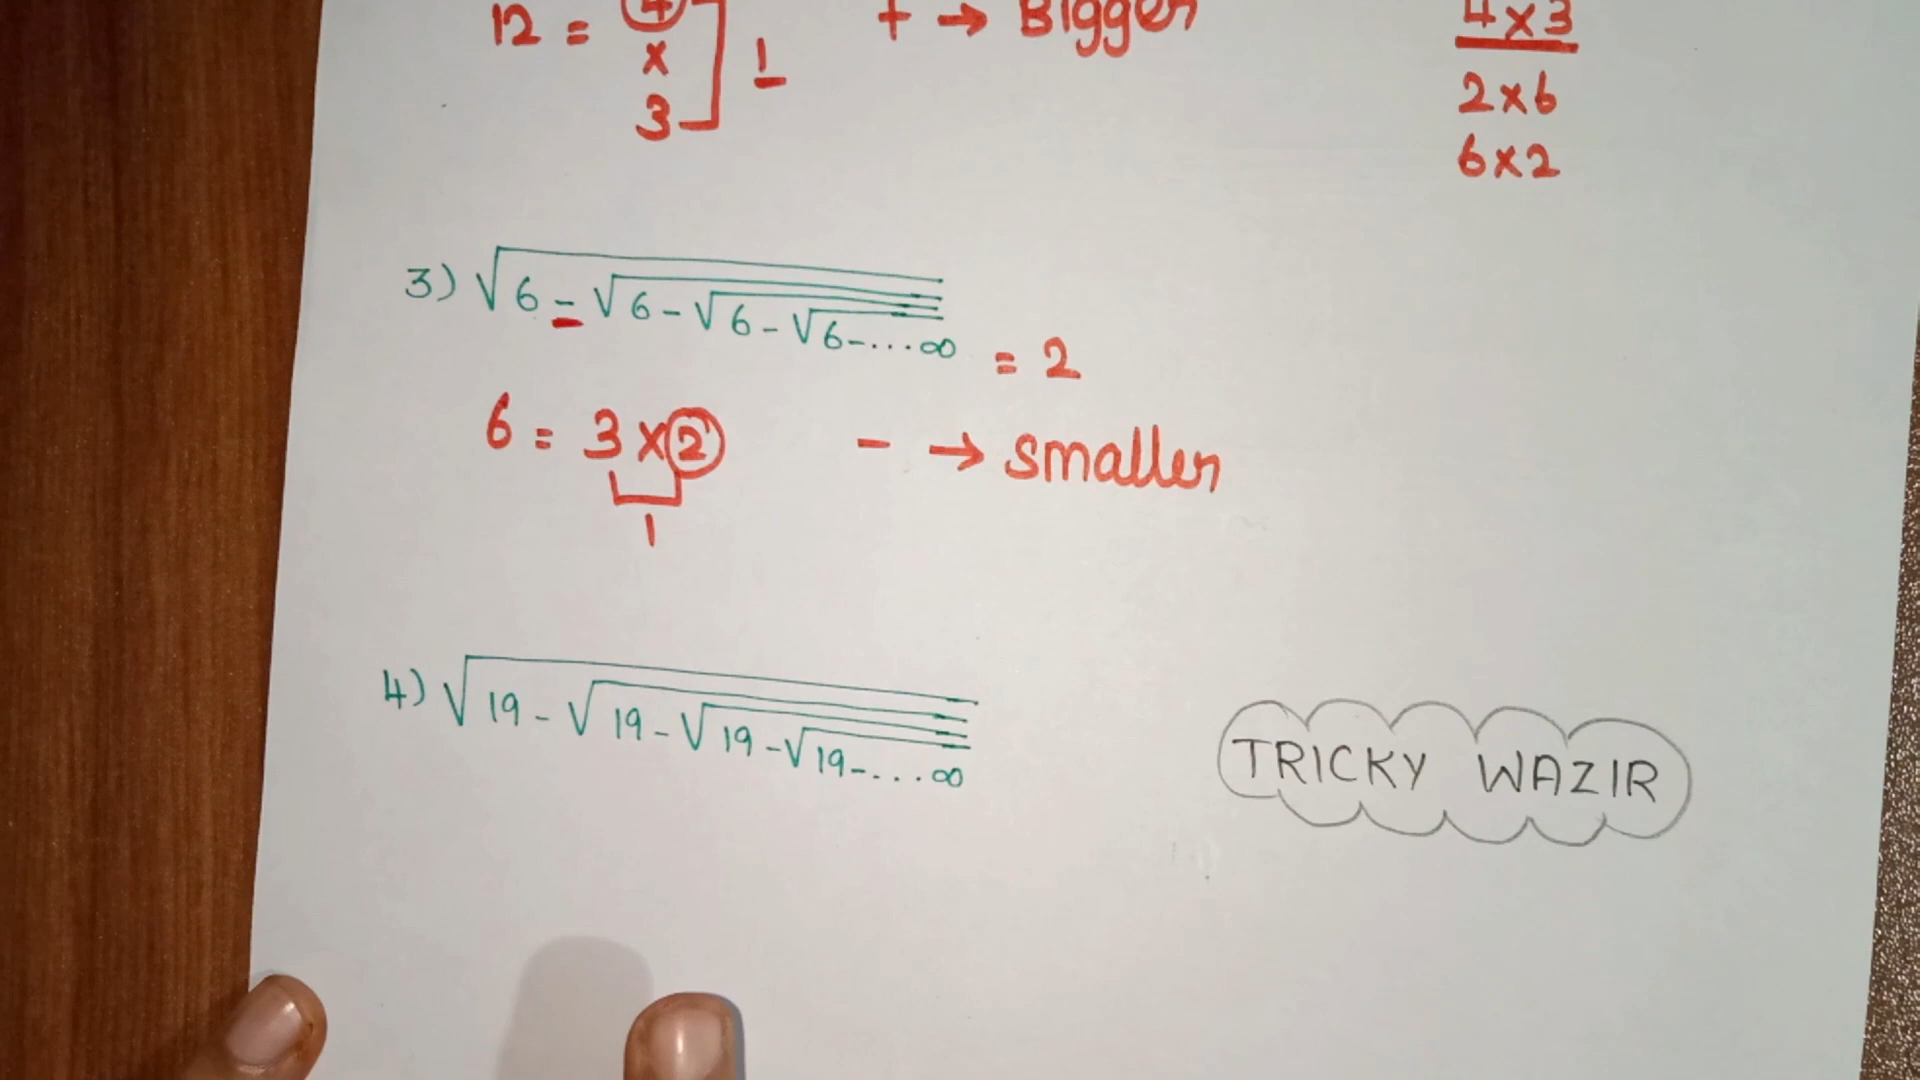 12 = 4 x 3 ] 1 + → Bigger
4x3
2x6
6x2
3) √6 - √6 - √6 - √6 - ... ∞ = 2
6 = 3 x 2 - → smaller
1
4) √19 - √19 - √19 - √19 - ... ∞
TRICKY WAZIR